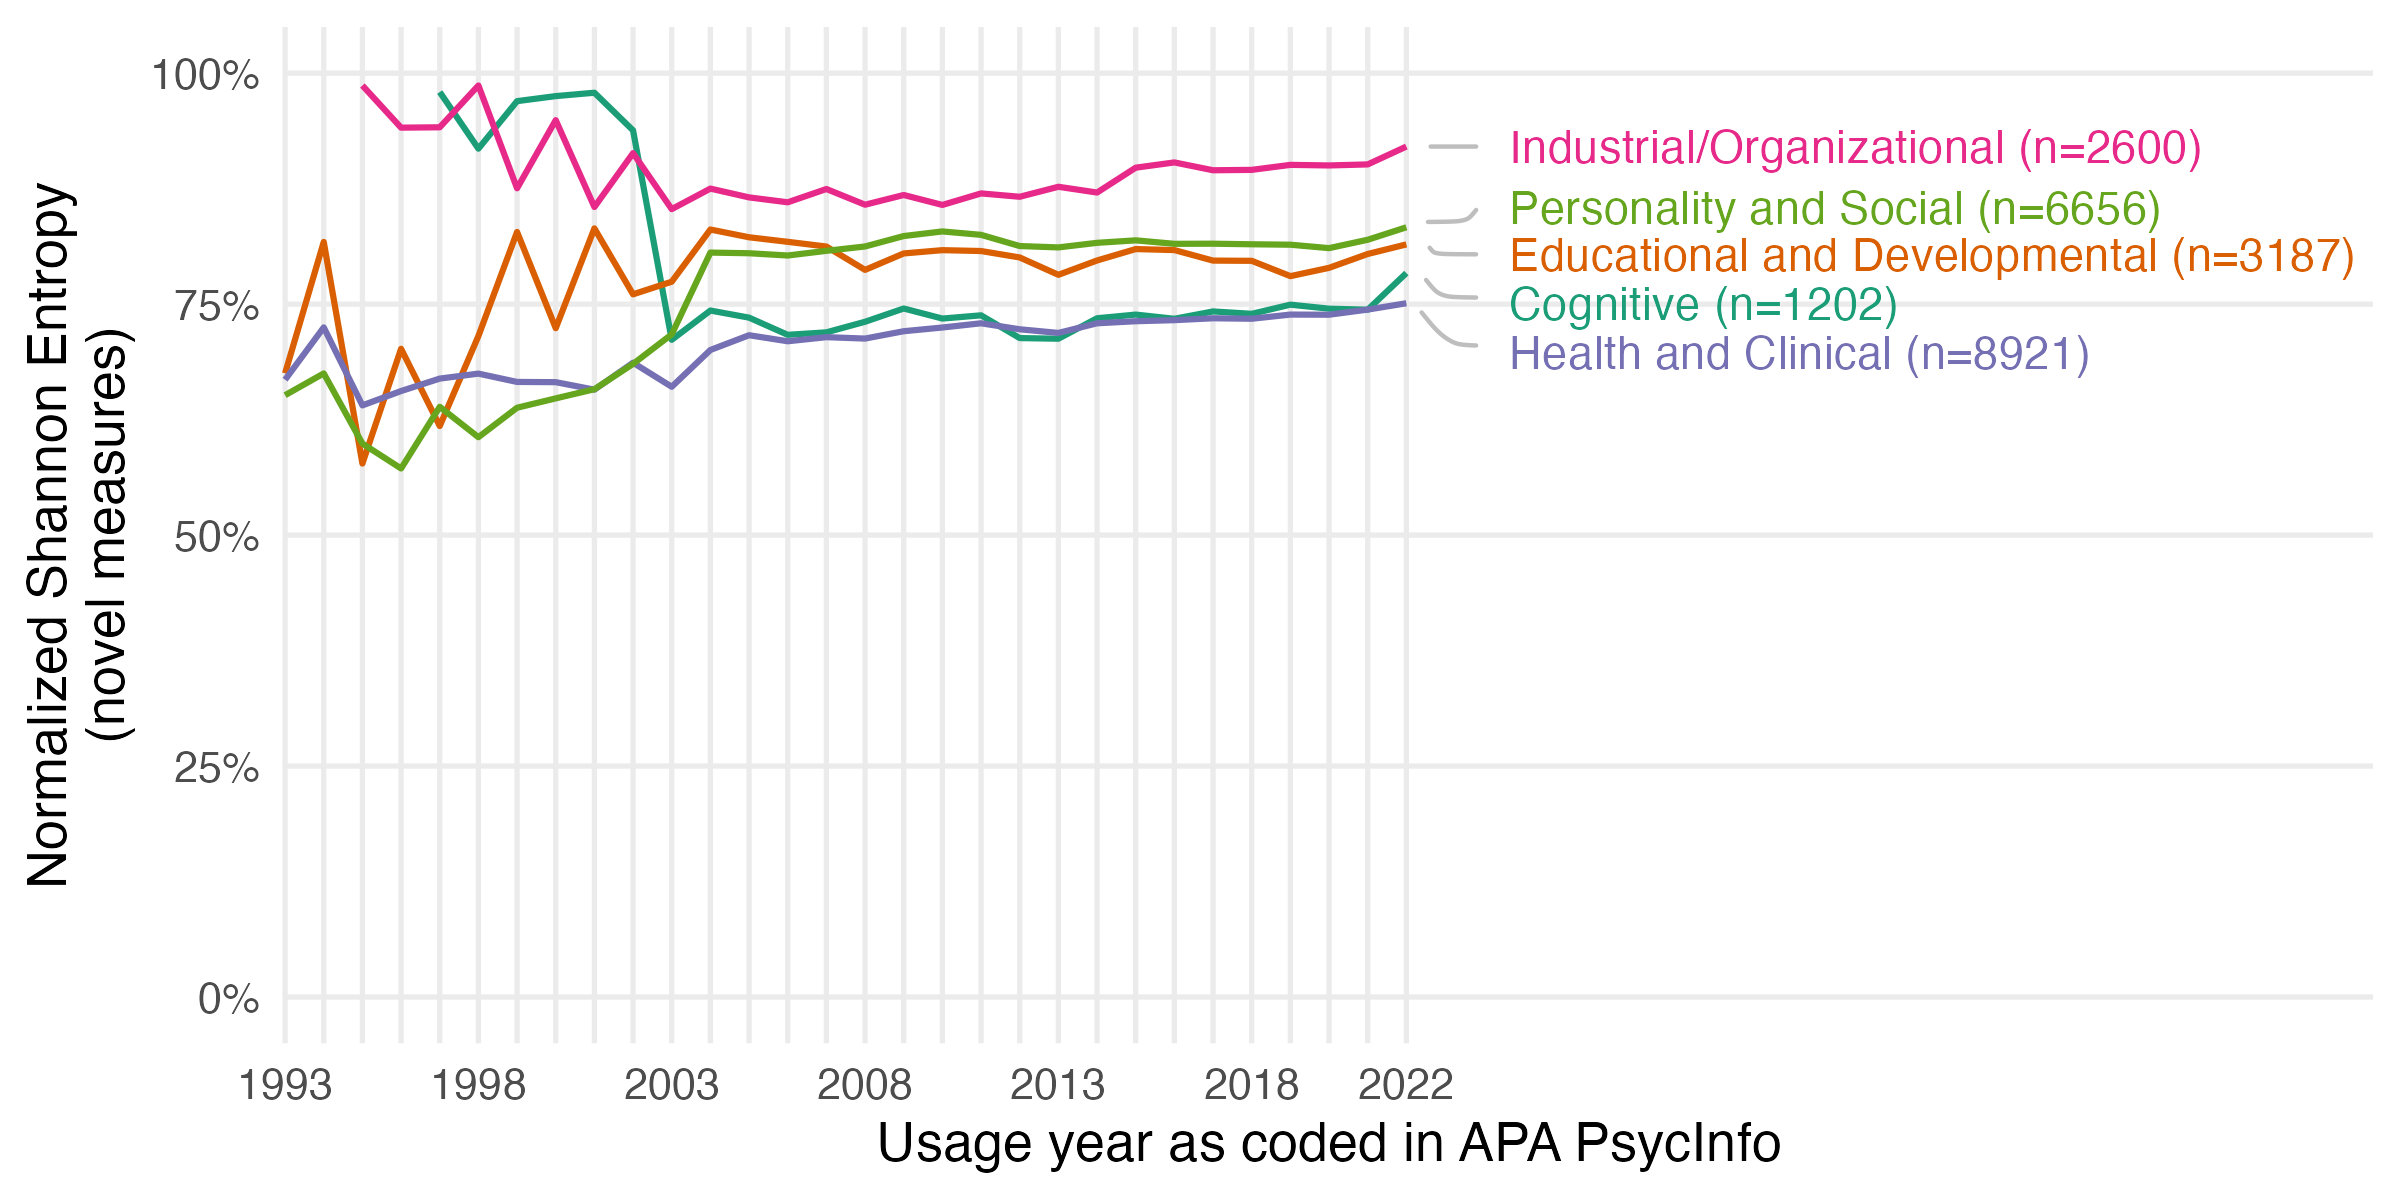 Normalized Shannon Entropy
(novel measures)
100%
75%
50%
25%
0%
Industrial/Organizational (n=2600)
Personality and Social (n=6656)
Educational and Developmental (n=3187)
Cognitive (n=1202)
Health and Clinical (n=8921)
1993 1998 2003 2008 2013 2018 2022
Usage year as coded in APA PsycInfo